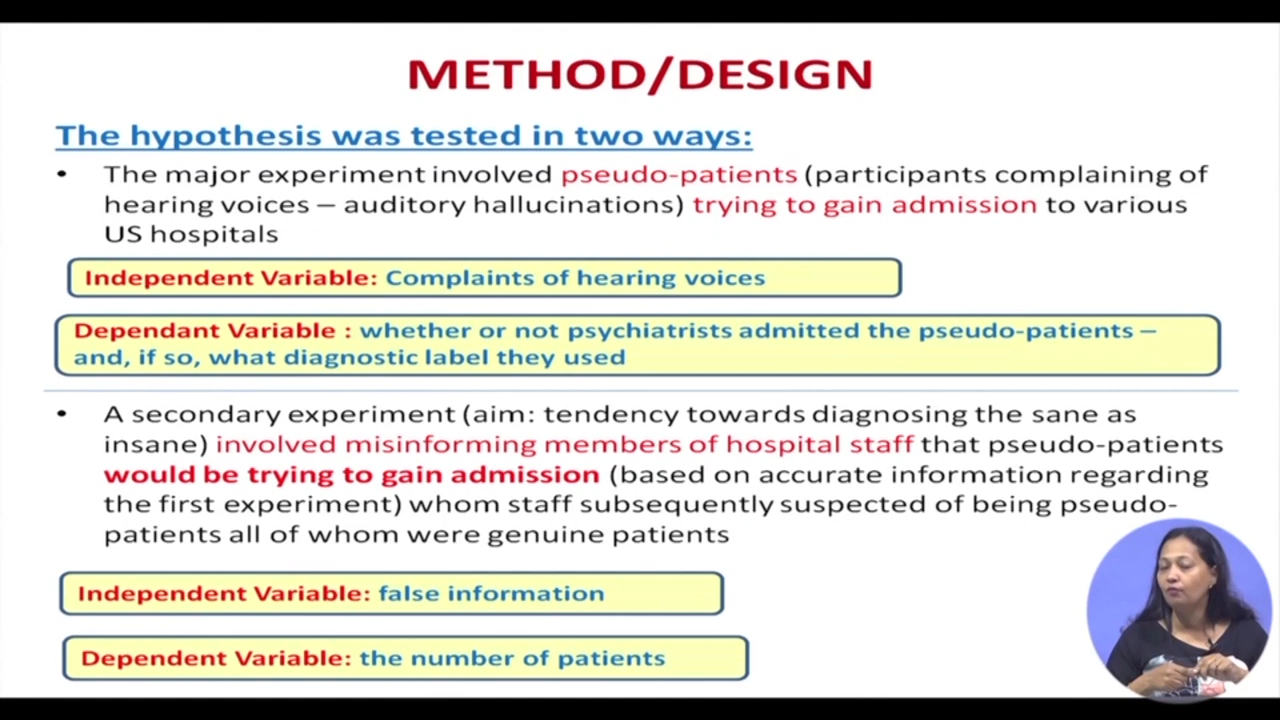 METHOD/DESIGN
The hypothesis was tested in two ways:
• The major experiment involved pseudo-patients (participants complaining of
hearing voices – auditory hallucinations) trying to gain admission to various
US hospitals
Independent Variable: Complaints of hearing voices
Dependant Variable : whether or not psychiatrists admitted the pseudo-patients –
and, if so, what diagnostic label they used
• A secondary experiment (aim: tendency towards diagnosing the sane as
insane) involved misinforming members of hospital staff that pseudo-patients
would be trying to gain admission (based on accurate information regarding
the first experiment) whom staff subsequently suspected of being pseudo-
patients all of whom were genuine patients
Independent Variable: false information
Dependent Variable: the number of patients